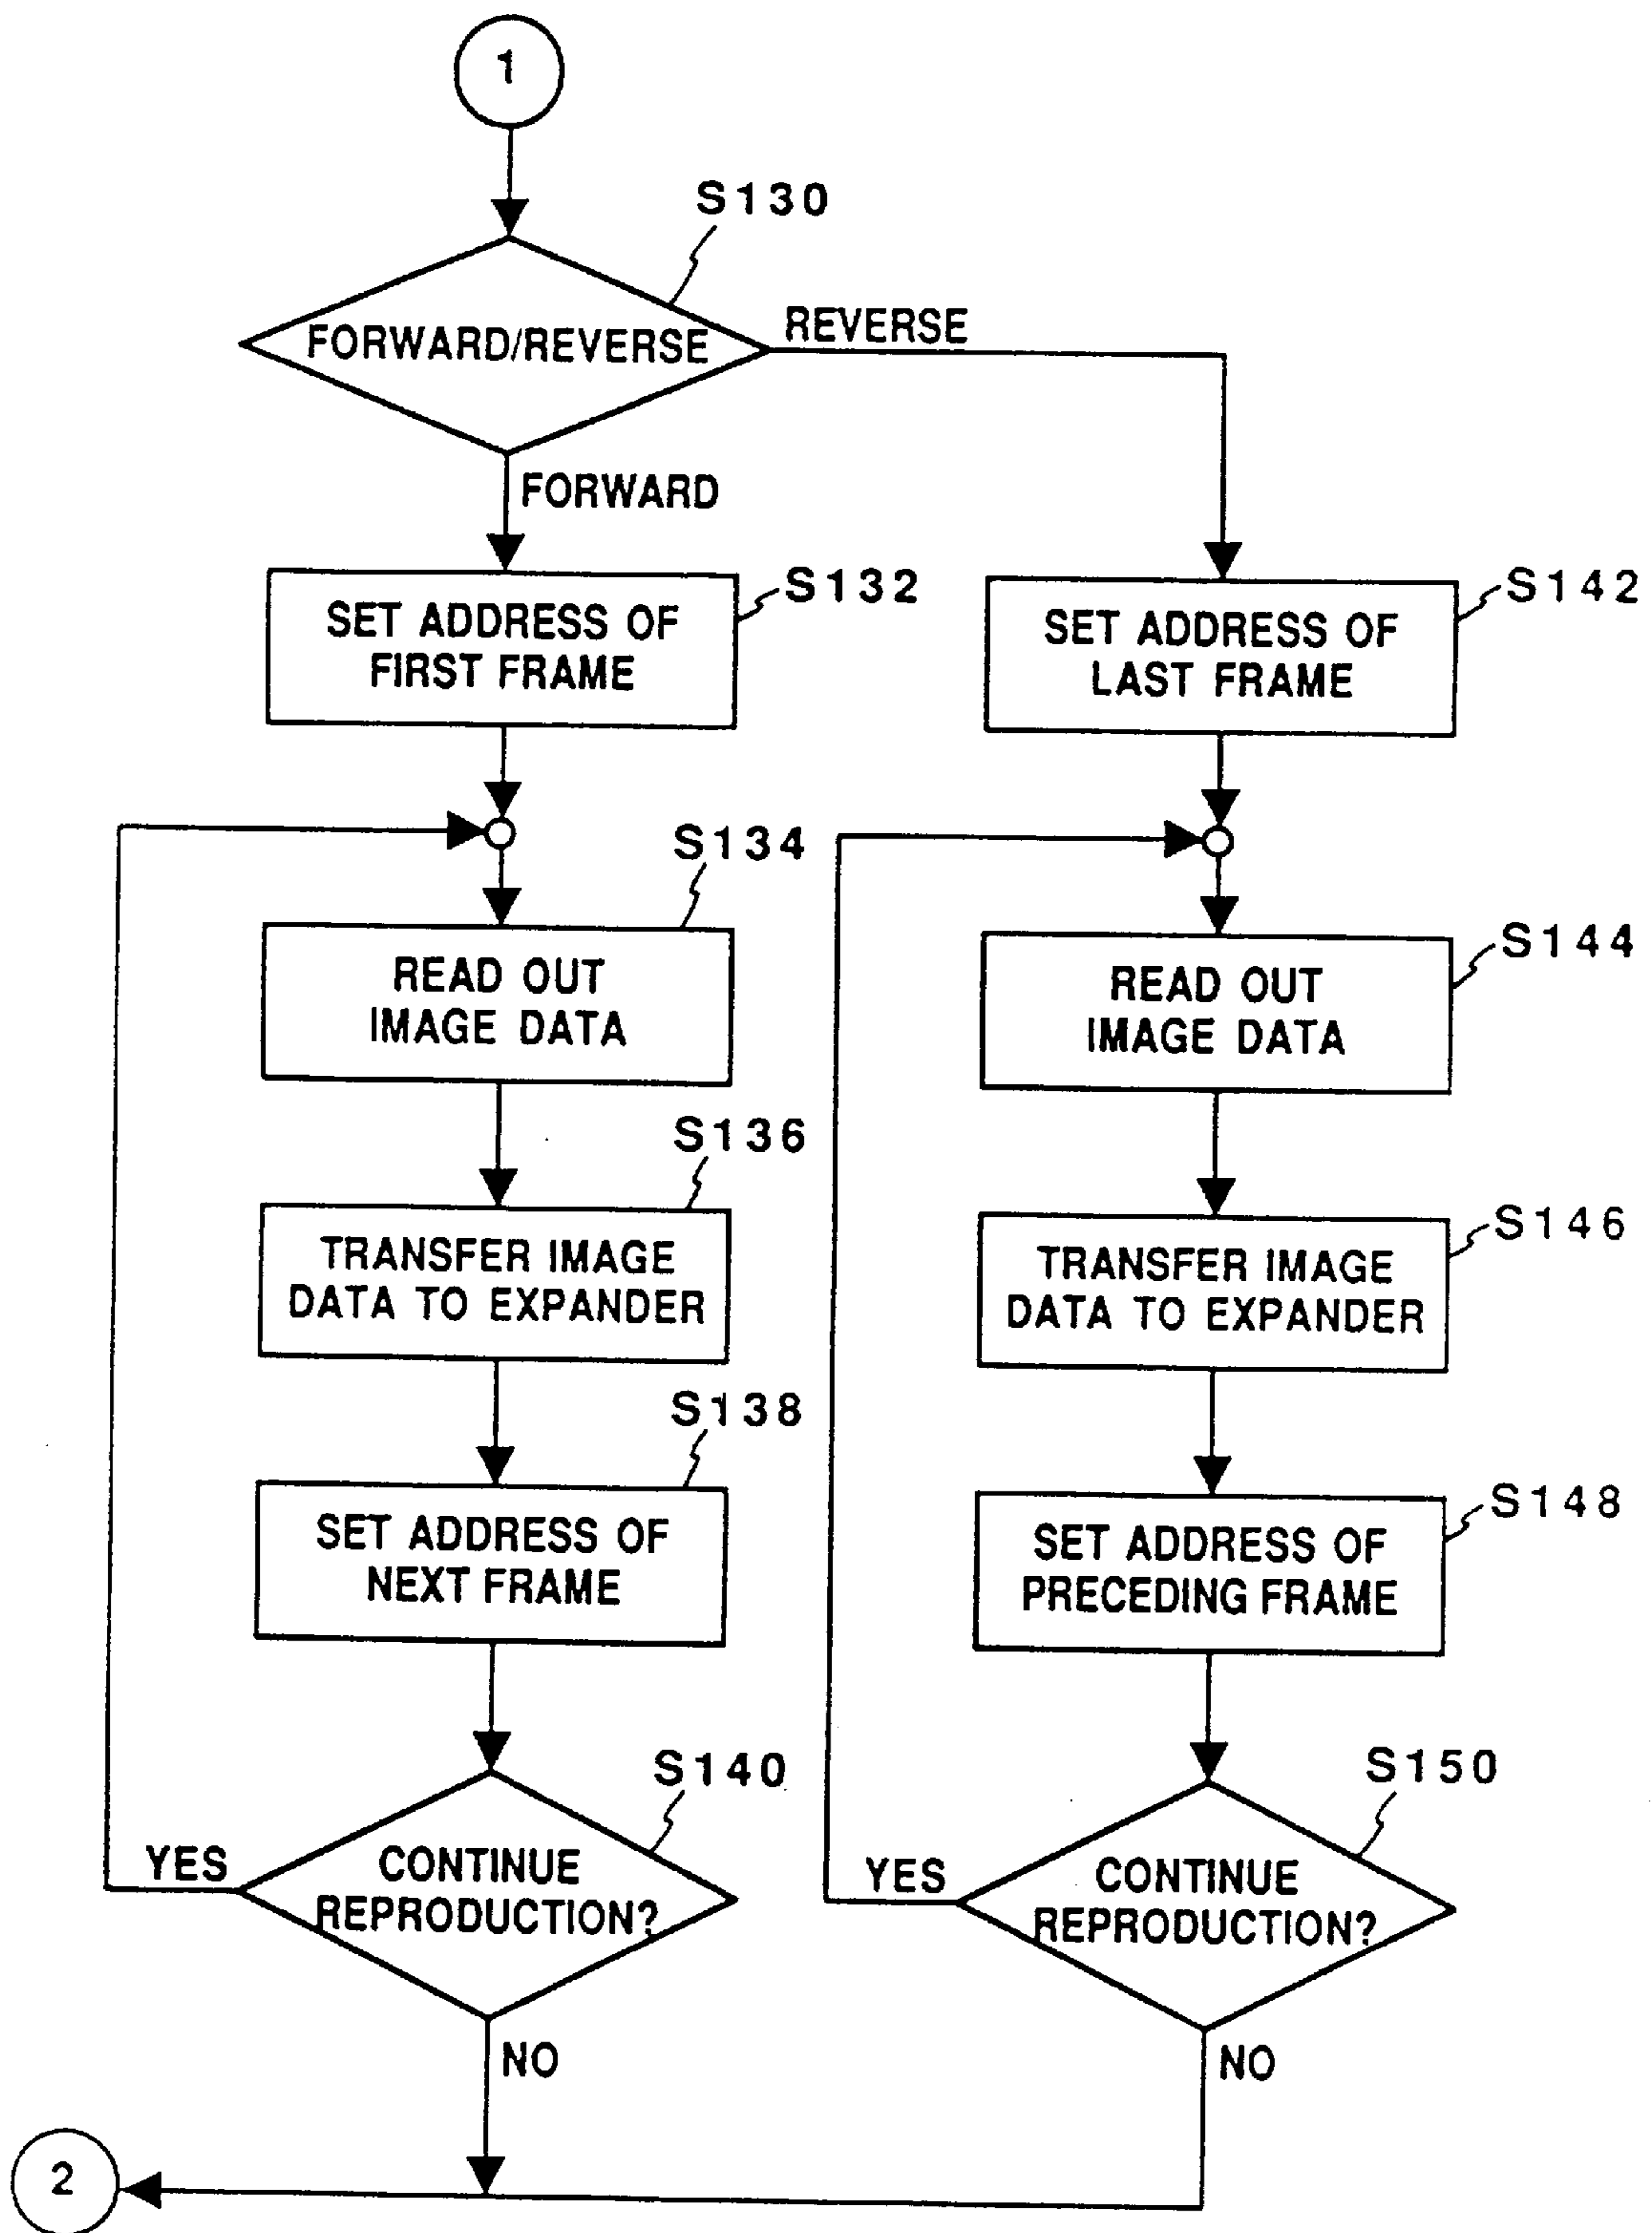 1
S130
FORWARD/REVERSE
REVERSE
FORWARD
S132
SET ADDRESS OF
FIRST FRAME
S142
SET ADDRESS OF
LAST FRAME
S134
READ OUT
IMAGE DATA
S144
READ OUT
IMAGE DATA
S136
TRANSFER IMAGE
DATA TO EXPANDER
S146
TRANSFER IMAGE
DATA TO EXPANDER
S138
SET ADDRESS OF
NEXT FRAME
S148
SET ADDRESS OF
PRECEDING FRAME
S140
YES
CONTINUE
REPRODUCTION?
NO
S150
YES
CONTINUE
REPRODUCTION?
NO
2